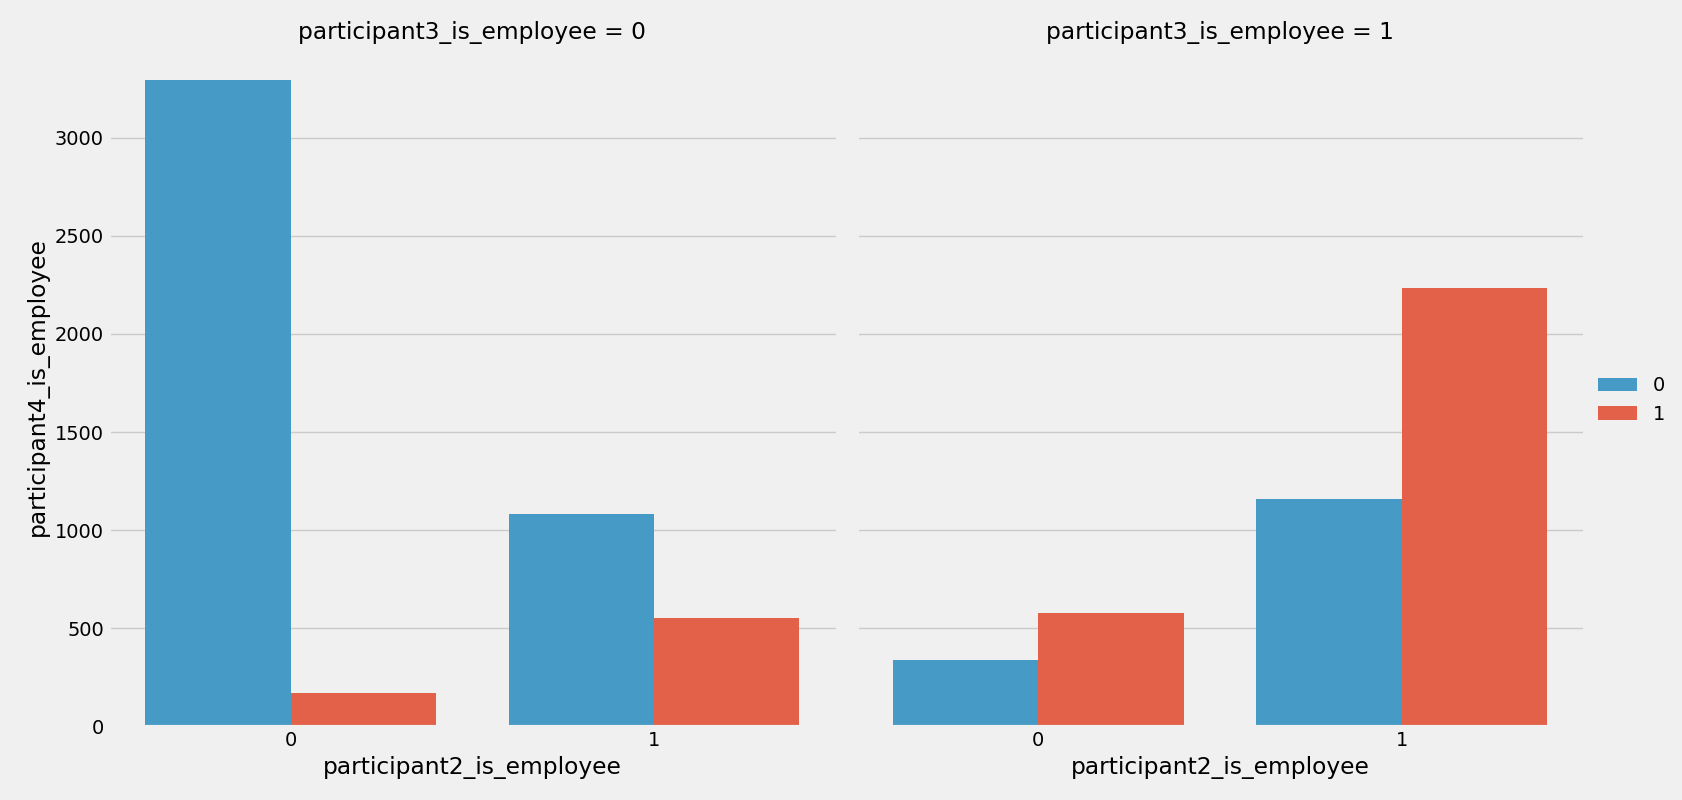 participant3_is_employee = 0
participant3_is_employee = 1
participant4_is_employee
3000
2500
2000
1500
1000
500
0
0
1
0
1
participant2_is_employee
participant2_is_employee
0
1